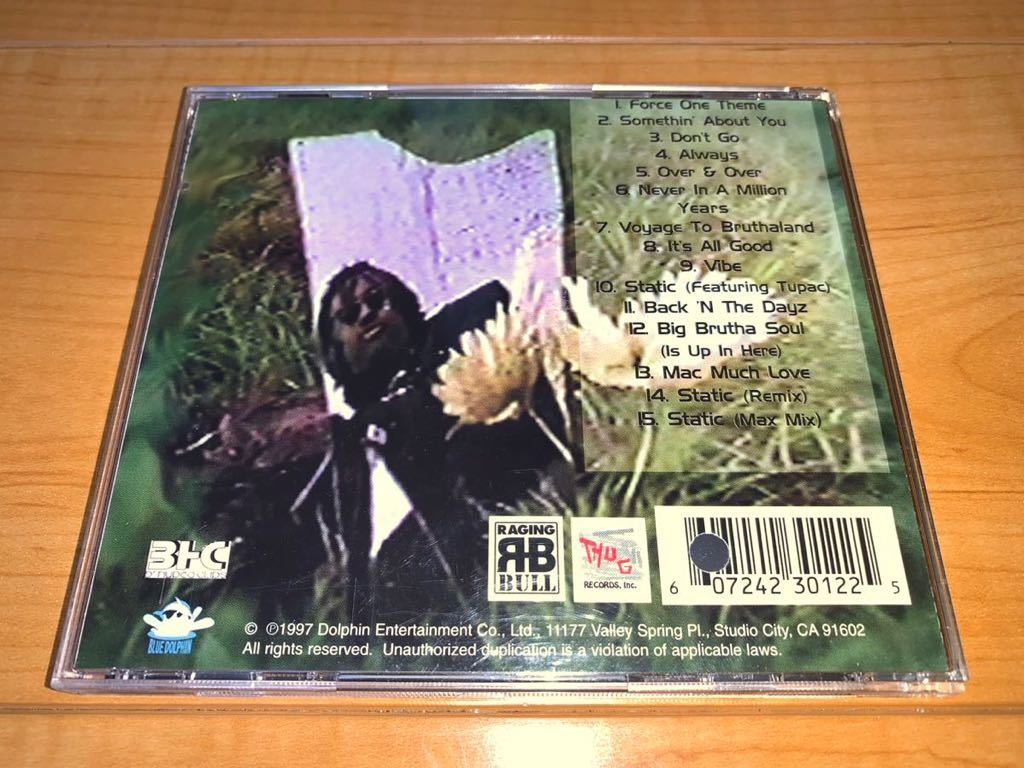 1. Force One Theme
2. Somethin' About You
3. Don't Go
4. Always
5. Over & Over
6. Never In A Million
Years
7. Voyage To Bruthaland
8. It's All Good
9. Vibe
10. Static (Featuring Tupac)
11. Back 'N The Dayz
12. Big Brutha Soul
(Is Up In Here)
13. Mac Much Love
14. Static (Remix)
15. Static (Max Mix)
RAGING
RB
BULL
THUG
RECORDS, Inc.
6 07242 30122 5
BLUE DOLPHIN
© ℗1997 Dolphin Entertainment Co., Ltd., 11177 Valley Spring Pl., Studio City, CA 91602
All rights reserved. Unauthorized duplication is a violation of applicable laws.